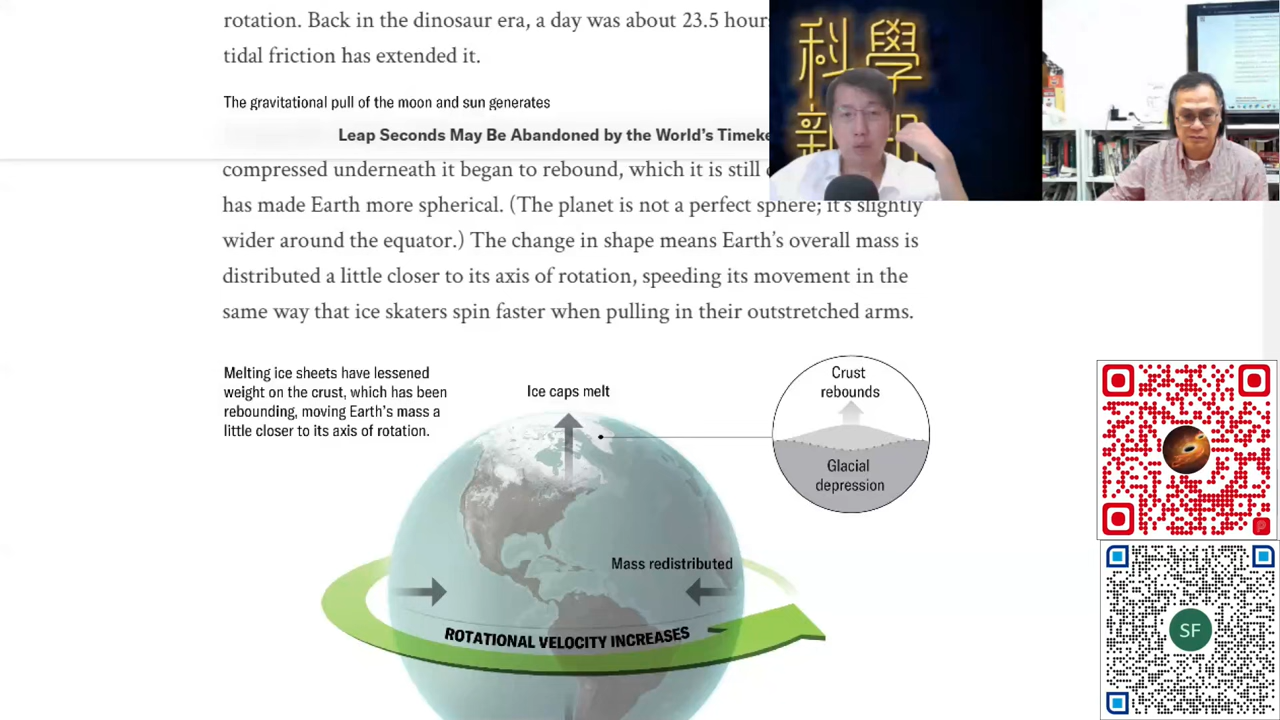 rotation. Back in the dinosaur era, a day was about 23.5 hours
tidal friction has extended it.
The gravitational pull of the moon and sun generates
Leap Seconds May Be Abandoned by the World's Timeke
compressed underneath it began to rebound, which it is still
has made Earth more spherical. (The planet is not a perfect sphere; it's slightly
wider around the equator.) The change in shape means Earth's overall mass is
distributed a little closer to its axis of rotation, speeding its movement in the
same way that ice skaters spin faster when pulling in their outstretched arms.
科學
新
Melting ice sheets have lessened
weight on the crust, which has been
rebounding, moving Earth's mass a
little closer to its axis of rotation.
Ice caps melt
Crust
rebounds
Glacial
depression
Mass redistributed
ROTATIONAL VELOCITY INCREASES
SF